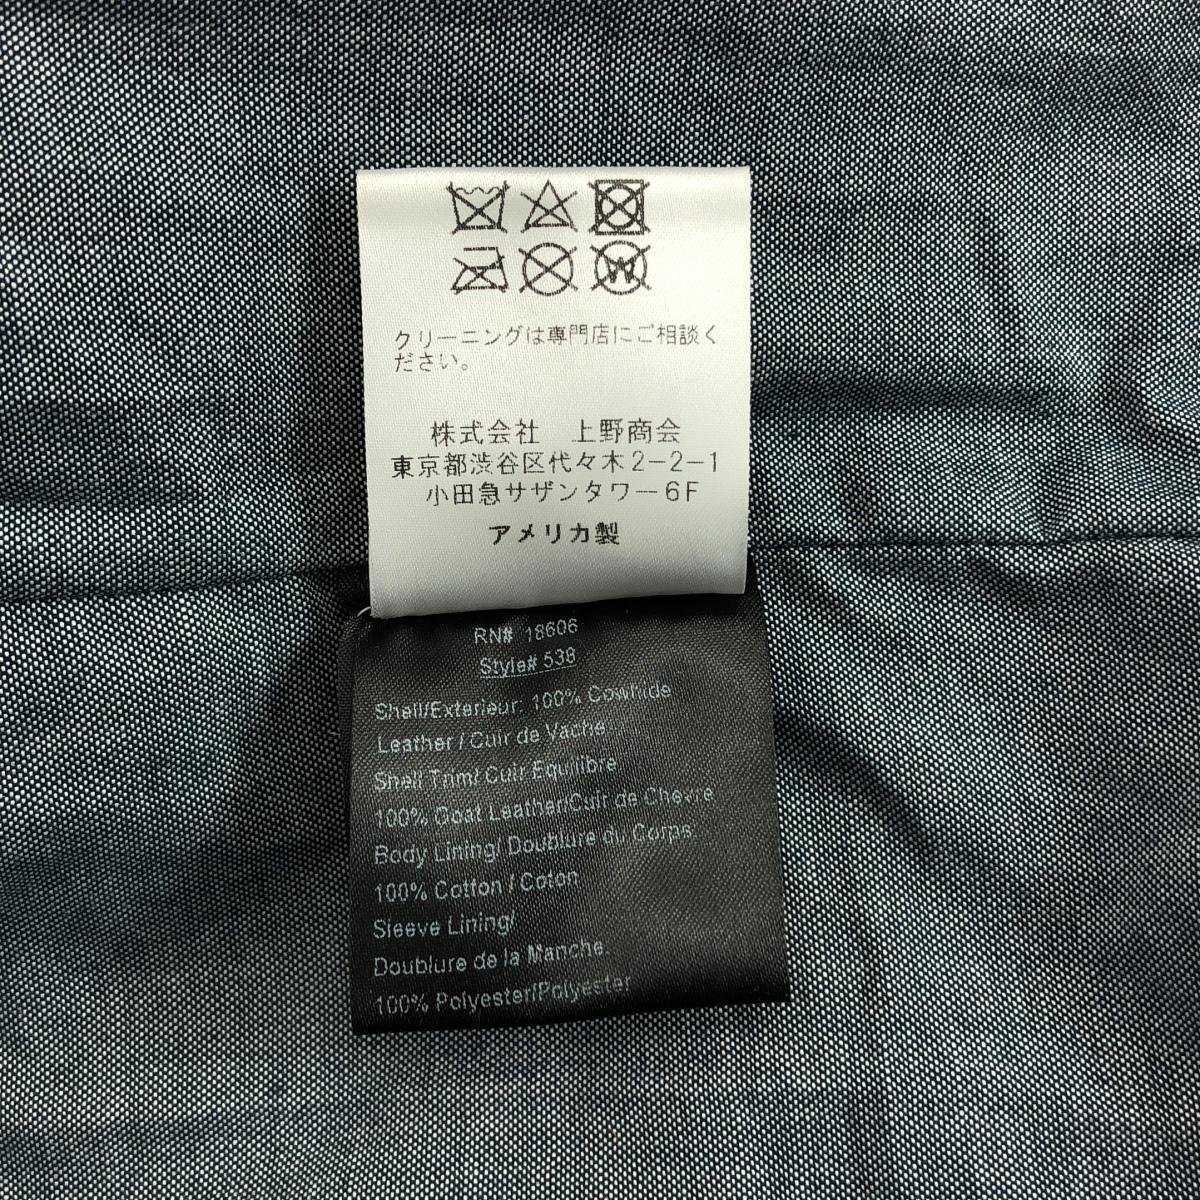 W
クリーニングは専門店にご相談く
ださい。
株式会社 上野商会
東京都渋谷区代々木2-2-1
小田急サザンタワー6F
アメリカ製
RN# 18606
Style# 538
Shell/Exterieur: 100% Cowhide
Leather / Cuir de Vache
Shell Trim/ Cuir Equilibre
100% Goat Leather/Cuir de Chevre
Body Lining/ Doublure du Corps
100% Cotton / Coton
Sleeve Lining/
Doublure de la Manche.
100% Polyester/Polyester